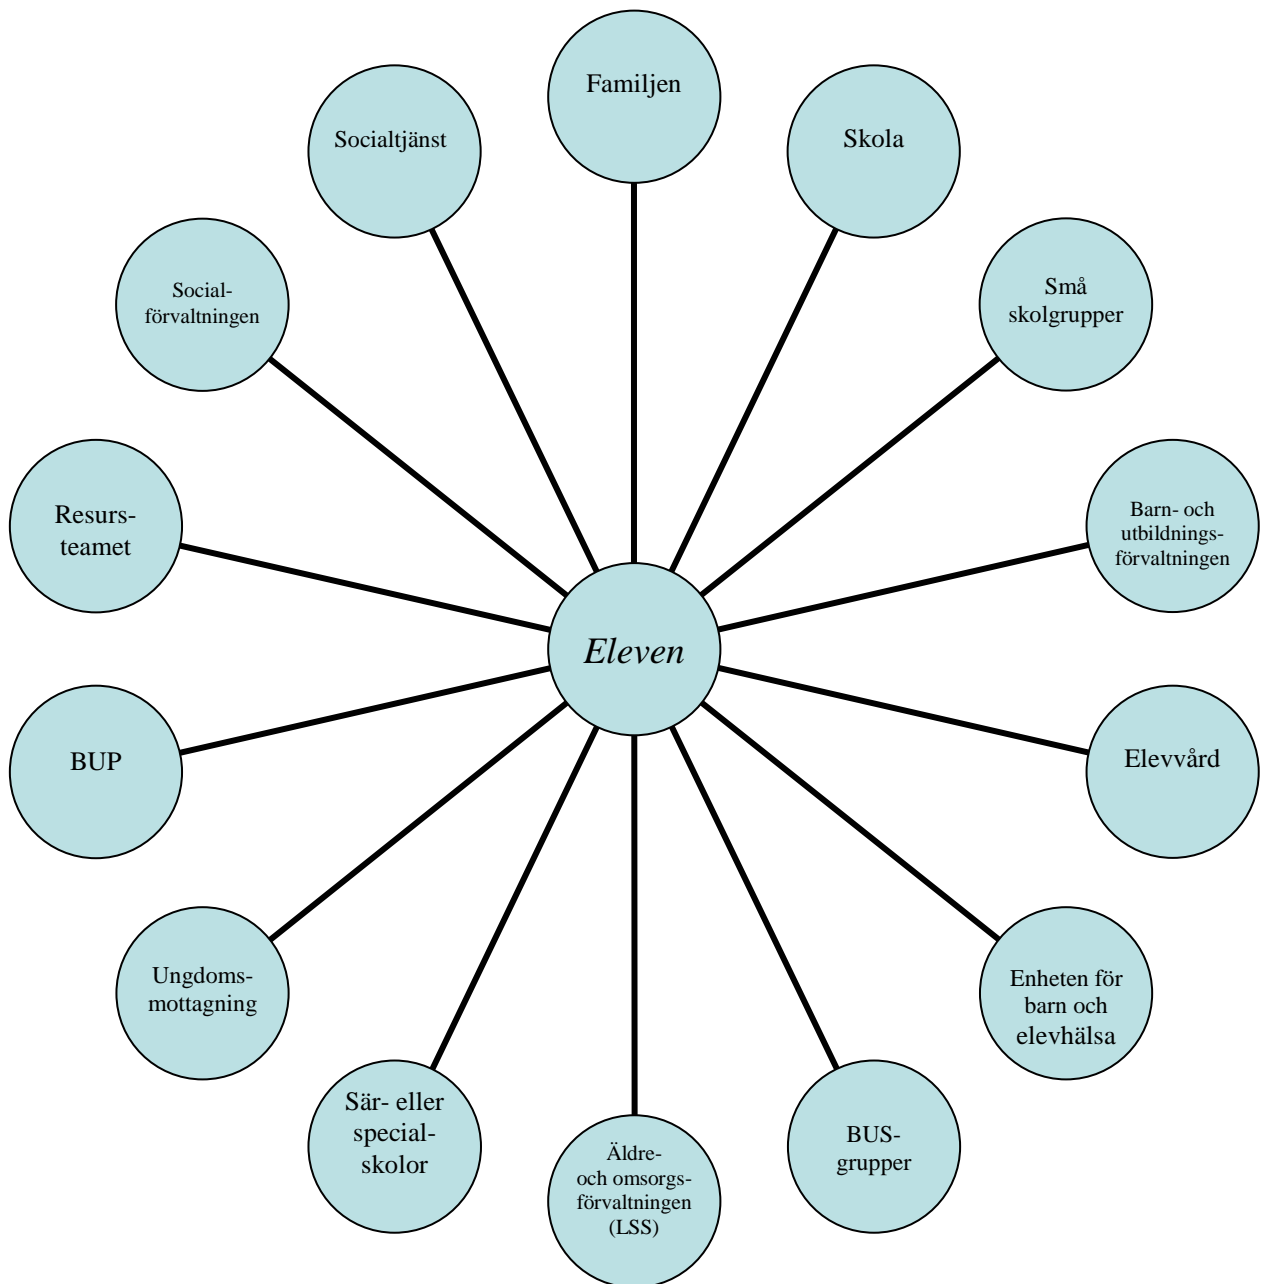 Familjen
Skola
Små
skolgrupper
Barn- och
utbildnings-
förvaltningen
Elevvård
Enheten för
barn och
elevhälsa
BUS-
grupper
Äldre-
och omsorgs-
förvaltningen
(LSS)
Sär- eller
special-
skolor
Ungdoms-
mottagning
BUP
Resurs-
teamet
Social-
förvaltningen
Socialtjänst
Eleven